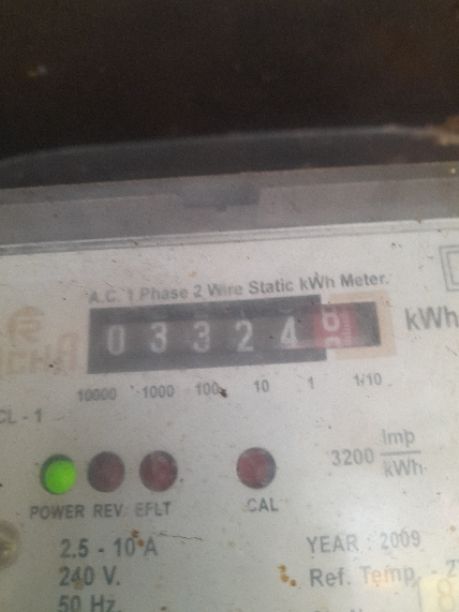 A.C. 1 Phase 2 Wire Static kWh Meter.
0 3 3 2 4 8 kWh
10000 1000 100 10 1 1/10
CL - 1
3200 Imp/kWh
POWER REV EFLT CAL
2.5 - 10 A
YEAR : 2009
240 V.
Ref. Temp. -
50 Hz.